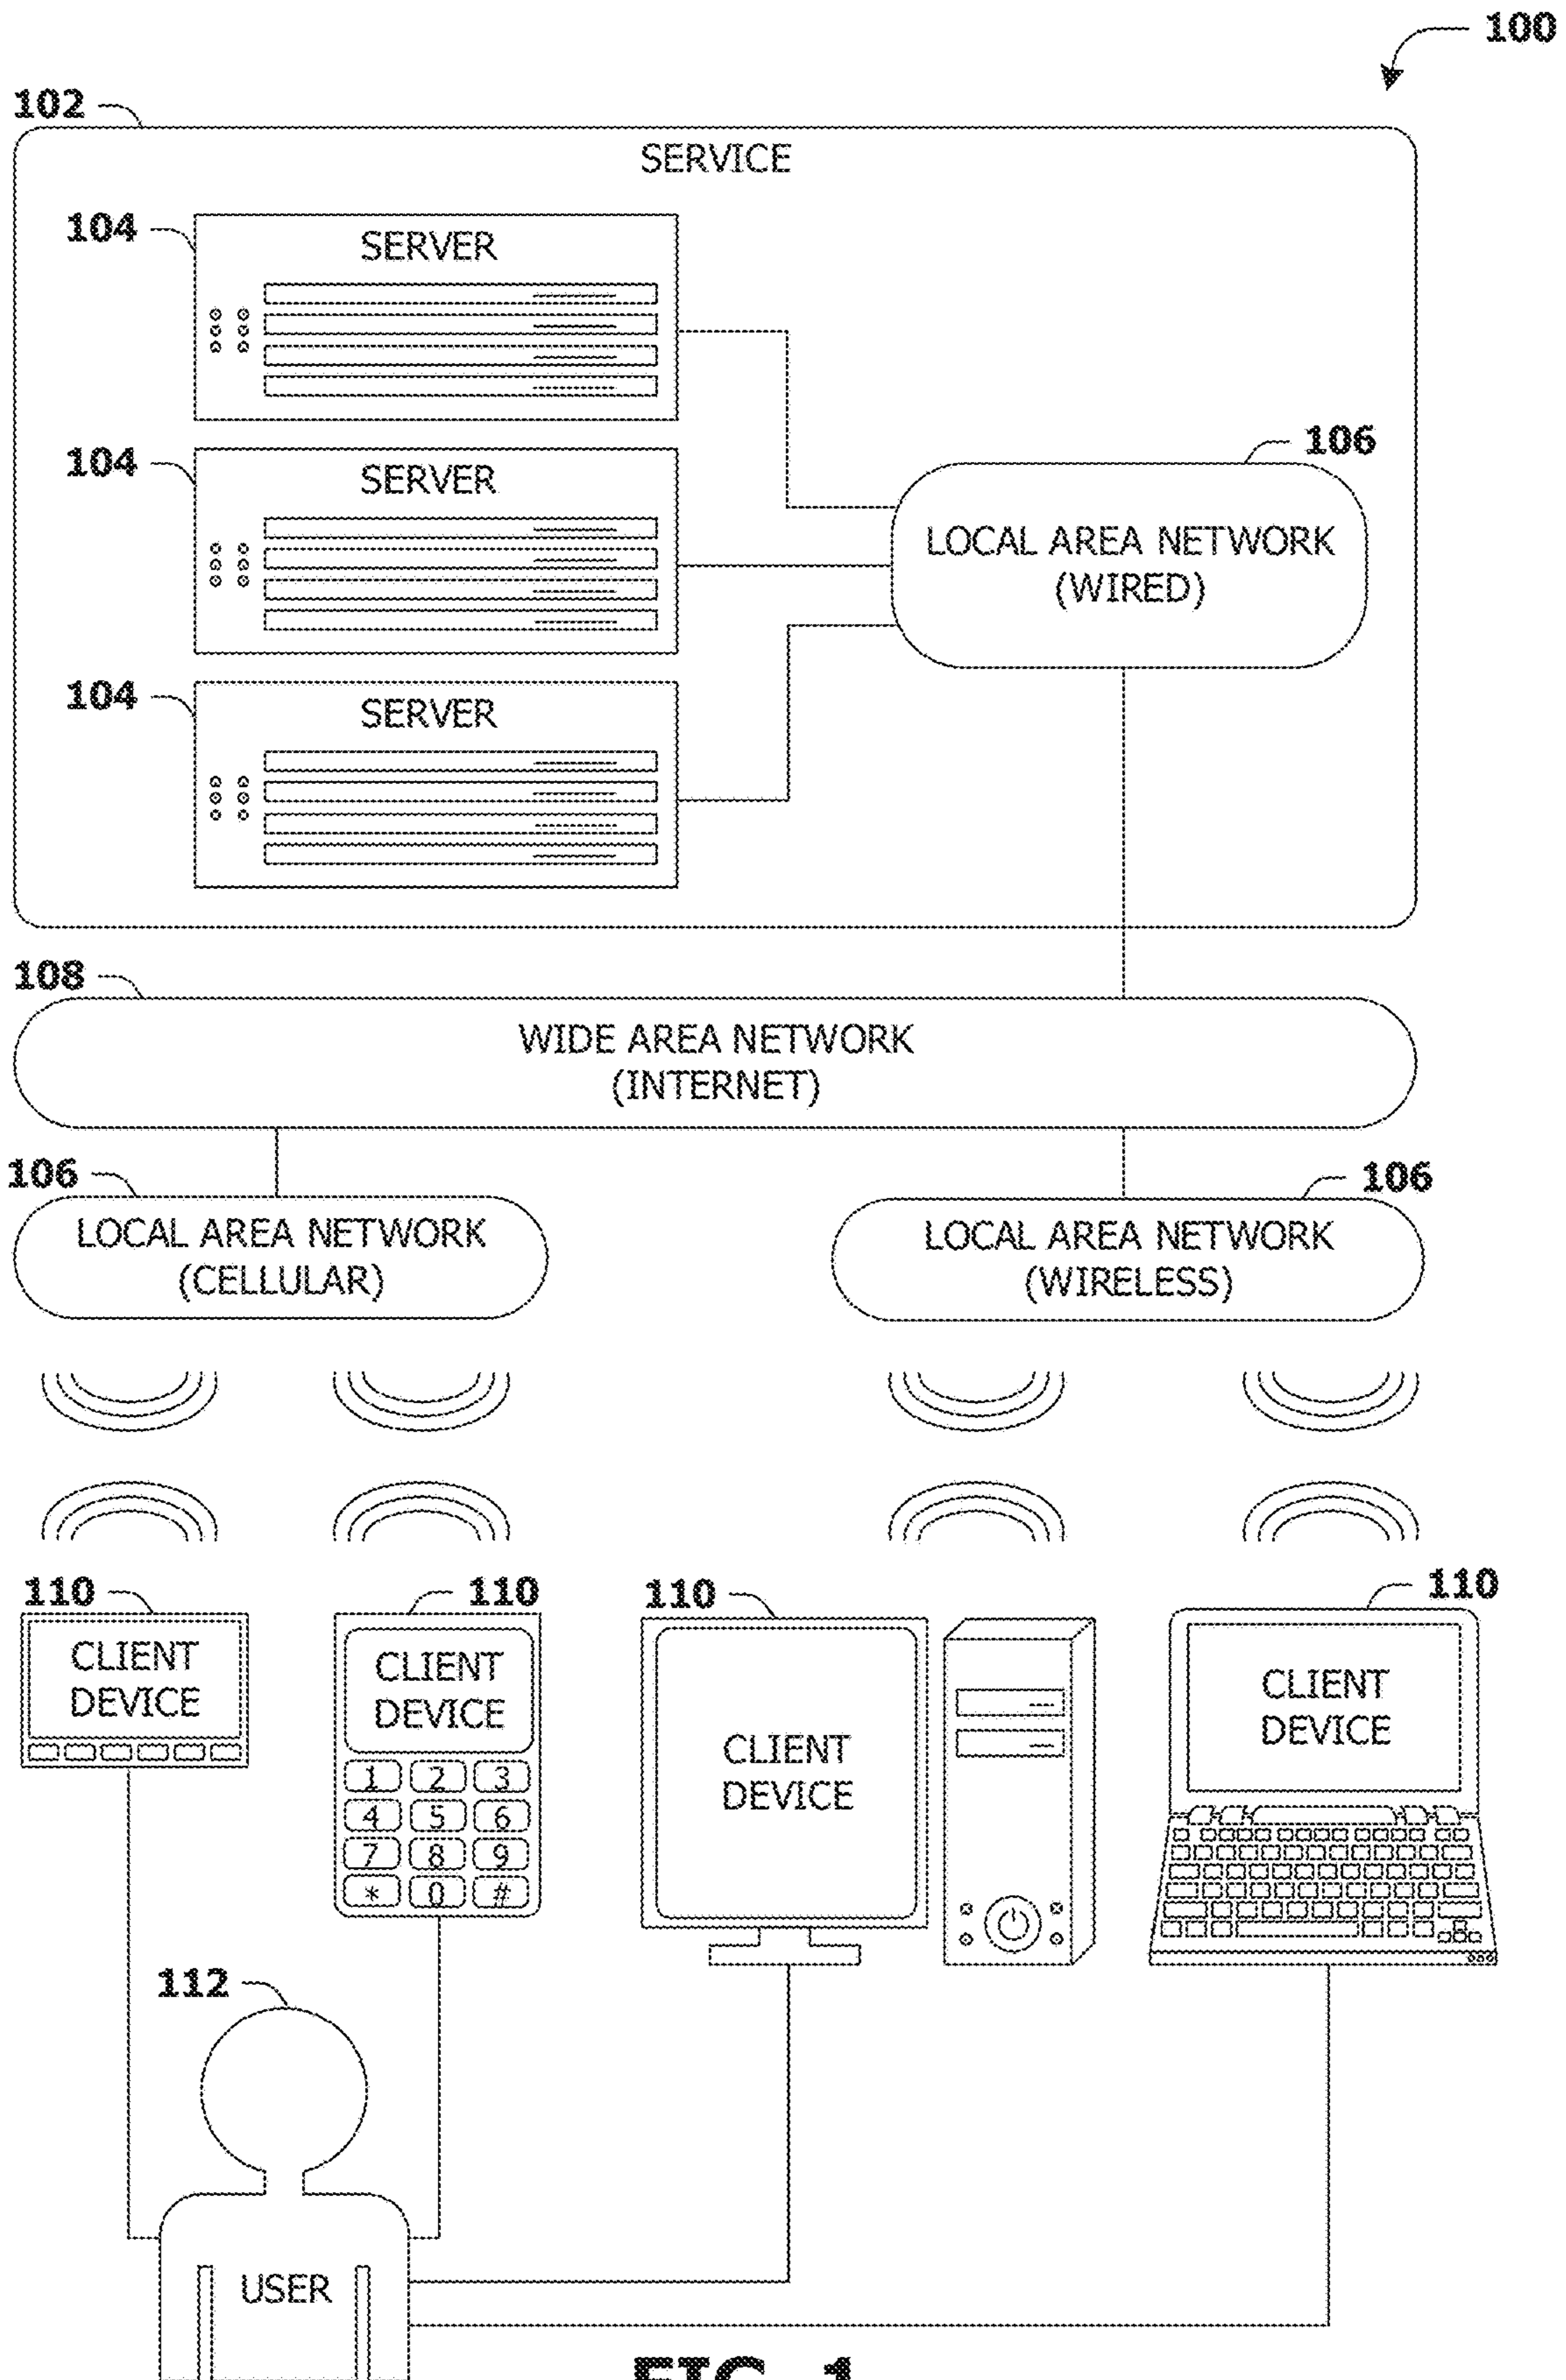 100
102
SERVICE
104
SERVER
104
SERVER
106
LOCAL AREA NETWORK
(WIRED)
104
SERVER
108
WIDE AREA NETWORK
(INTERNET)
106
LOCAL AREA NETWORK
(CELLULAR)
106
LOCAL AREA NETWORK
(WIRELESS)
110
CLIENT
DEVICE
110
CLIENT
DEVICE
1 2 3
4 5 6
7 8 9
* 0 #
110
CLIENT
DEVICE
110
CLIENT
DEVICE
112
USER
FIG. 1